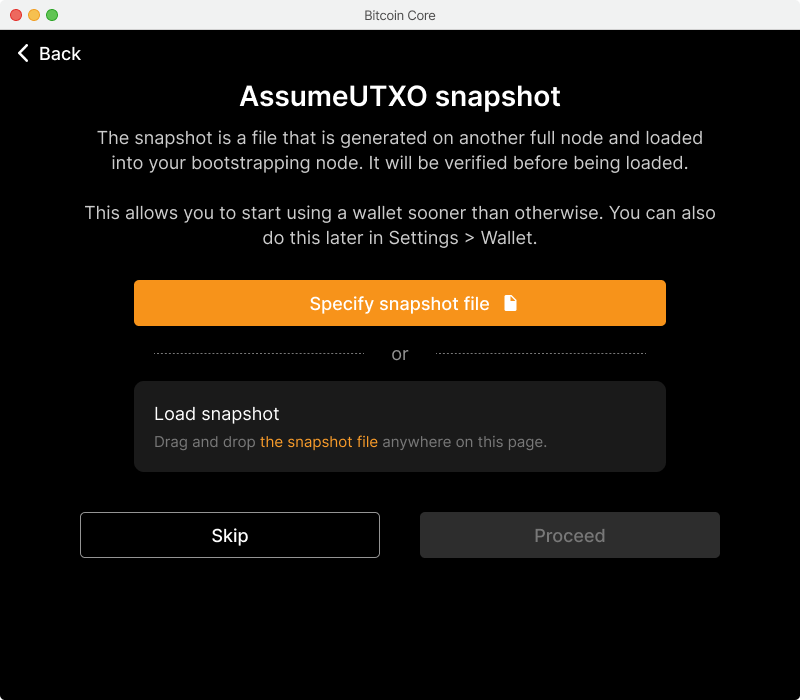 Bitcoin Core
Back
AssumeUTXO snapshot
The snapshot is a file that is generated on another full node and loaded
into your bootstrapping node. It will be verified before being loaded.
This allows you to start using a wallet sooner than otherwise. You can also
do this later in Settings > Wallet.
Specify snapshot file
or
Load snapshot
Drag and drop the snapshot file anywhere on this page.
Skip
Proceed